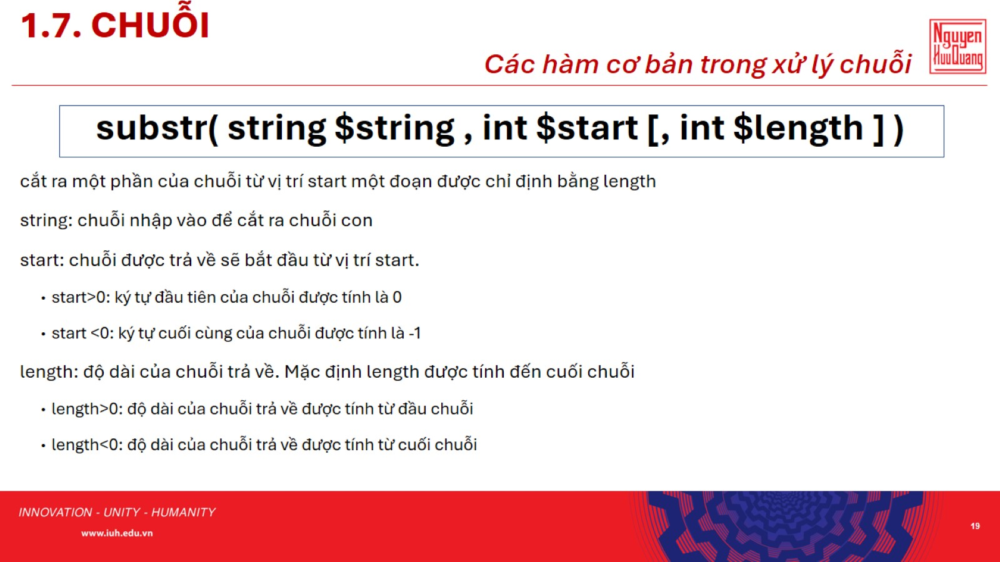 1.7. CHUỖI
Các hàm cơ bản trong xử lý chuỗi
Nguyen
HuuQuang
substr( string $string , int $start [, int $length ] )
cắt ra một phần của chuỗi từ vị trí start một đoạn được chỉ định bằng length
string: chuỗi nhập vào để cắt ra chuỗi con
start: chuỗi được trả về sẽ bắt đầu từ vị trí start.
• start>0: ký tự đầu tiên của chuỗi được tính là 0
• start <0: ký tự cuối cùng của chuỗi được tính là -1
length: độ dài của chuỗi trả về. Mặc định length được tính đến cuối chuỗi
• length>0: độ dài của chuỗi trả về được tính từ đầu chuỗi
• length<0: độ dài của chuỗi trả về được tính từ cuối chuỗi
INNOVATION - UNITY - HUMANITY
www.iuh.edu.vn
19